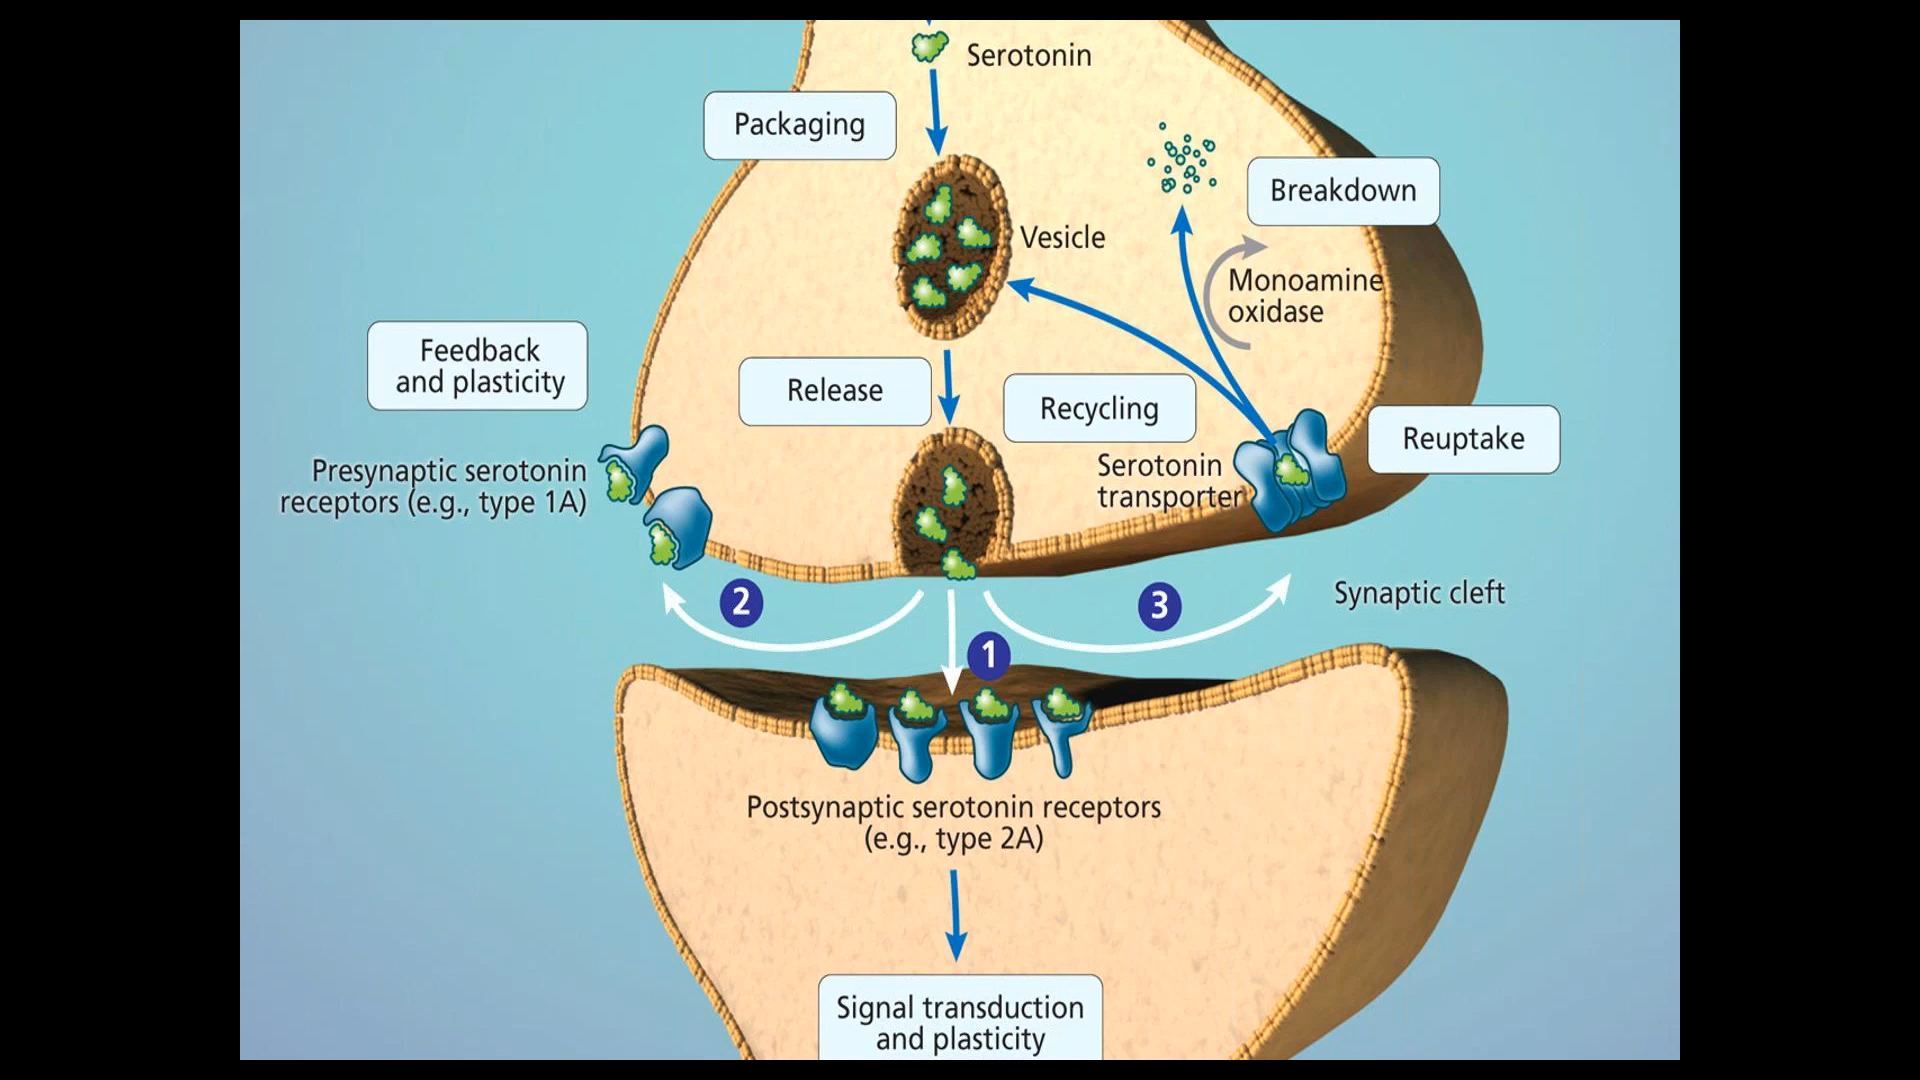 Serotonin
Packaging
Breakdown
Vesicle
Monoamine
oxidase
Feedback
and plasticity
Release
Recycling
Reuptake
Presynaptic serotonin
receptors (e.g., type 1A)
Serotonin
transporter
2
3
Synaptic cleft
1
Postsynaptic serotonin receptors
(e.g., type 2A)
Signal transduction
and plasticity